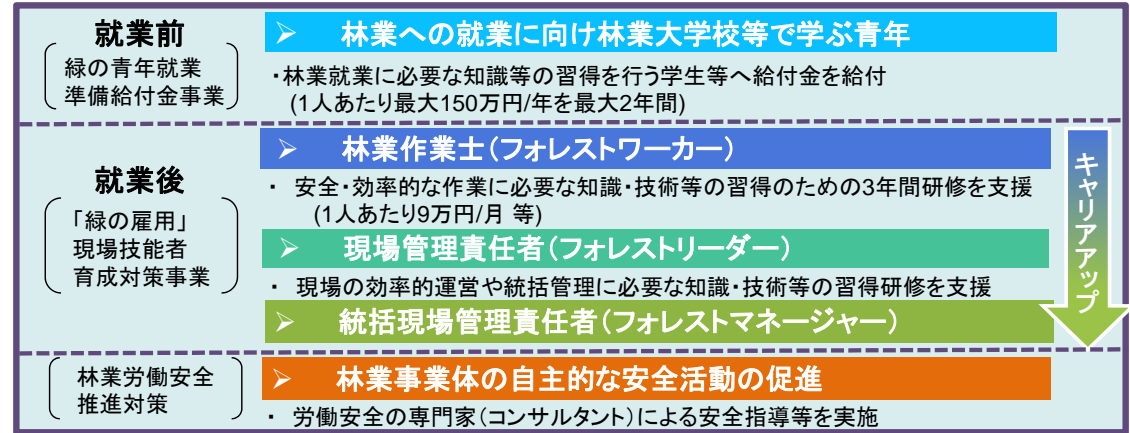 就業前
緑の青年就業
準備給付金事業
➢ 林業への就業に向け林業大学校等で学ぶ青年
・林業就業に必要な知識等の習得を行う学生等へ給付金を給付
(1人あたり最大150万円/年を最大2年間)
就業後
「緑の雇用」
現場技能者
育成対策事業
➢ 林業作業士(フォレストワーカー)
・ 安全・効率的な作業に必要な知識・技術等の習得のための3年間研修を支援
(1人あたり9万円/月 等)
➢ 現場管理責任者(フォレストリーダー)
・ 現場の効率的運営や統括管理に必要な知識・技術等の習得研修を支援
➢ 統括現場管理責任者(フォレストマネージャー)
キャリアアップ
林業労働安全
推進対策
➢ 林業事業体の自主的な安全活動の促進
・ 労働安全の専門家(コンサルタント)による安全指導等を実施